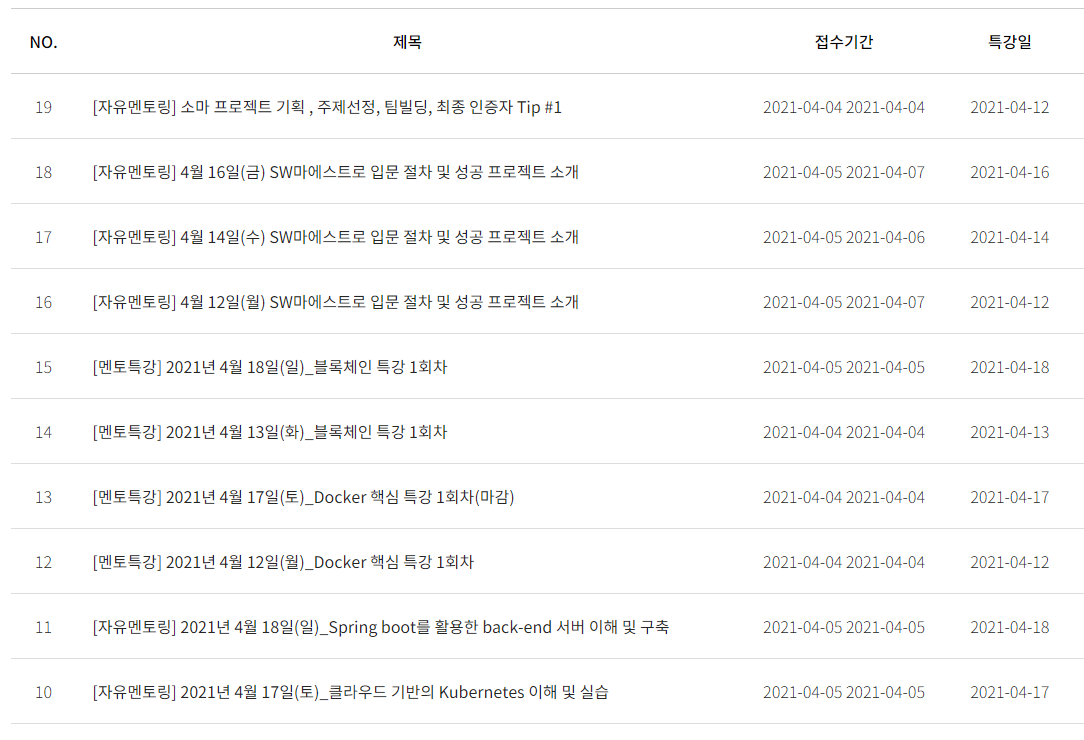 NO. 제목 접수기간 특강일
19 [자유멘토링] 소마 프로젝트 기획 , 주제선정, 팀빌딩, 최종 인증자 Tip #1 2021-04-04 2021-04-04 2021-04-12
18 [자유멘토링] 4월 16일(금) SW마에스트로 입문 절차 및 성공 프로젝트 소개 2021-04-05 2021-04-07 2021-04-16
17 [자유멘토링] 4월 14일(수) SW마에스트로 입문 절차 및 성공 프로젝트 소개 2021-04-05 2021-04-06 2021-04-14
16 [자유멘토링] 4월 12일(월) SW마에스트로 입문 절차 및 성공 프로젝트 소개 2021-04-05 2021-04-07 2021-04-12
15 [멘토특강] 2021년 4월 18일(일)_블록체인 특강 1회차 2021-04-05 2021-04-05 2021-04-18
14 [멘토특강] 2021년 4월 13일(화)_블록체인 특강 1회차 2021-04-04 2021-04-04 2021-04-13
13 [멘토특강] 2021년 4월 17일(토)_Docker 핵심 특강 1회차(마감) 2021-04-04 2021-04-04 2021-04-17
12 [멘토특강] 2021년 4월 12일(월)_Docker 핵심 특강 1회차 2021-04-04 2021-04-04 2021-04-12
11 [자유멘토링] 2021년 4월 18일(일)_Spring boot를 활용한 back-end 서버 이해 및 구축 2021-04-05 2021-04-05 2021-04-18
10 [자유멘토링] 2021년 4월 17일(토)_클라우드 기반의 Kubernetes 이해 및 실습 2021-04-05 2021-04-05 2021-04-17